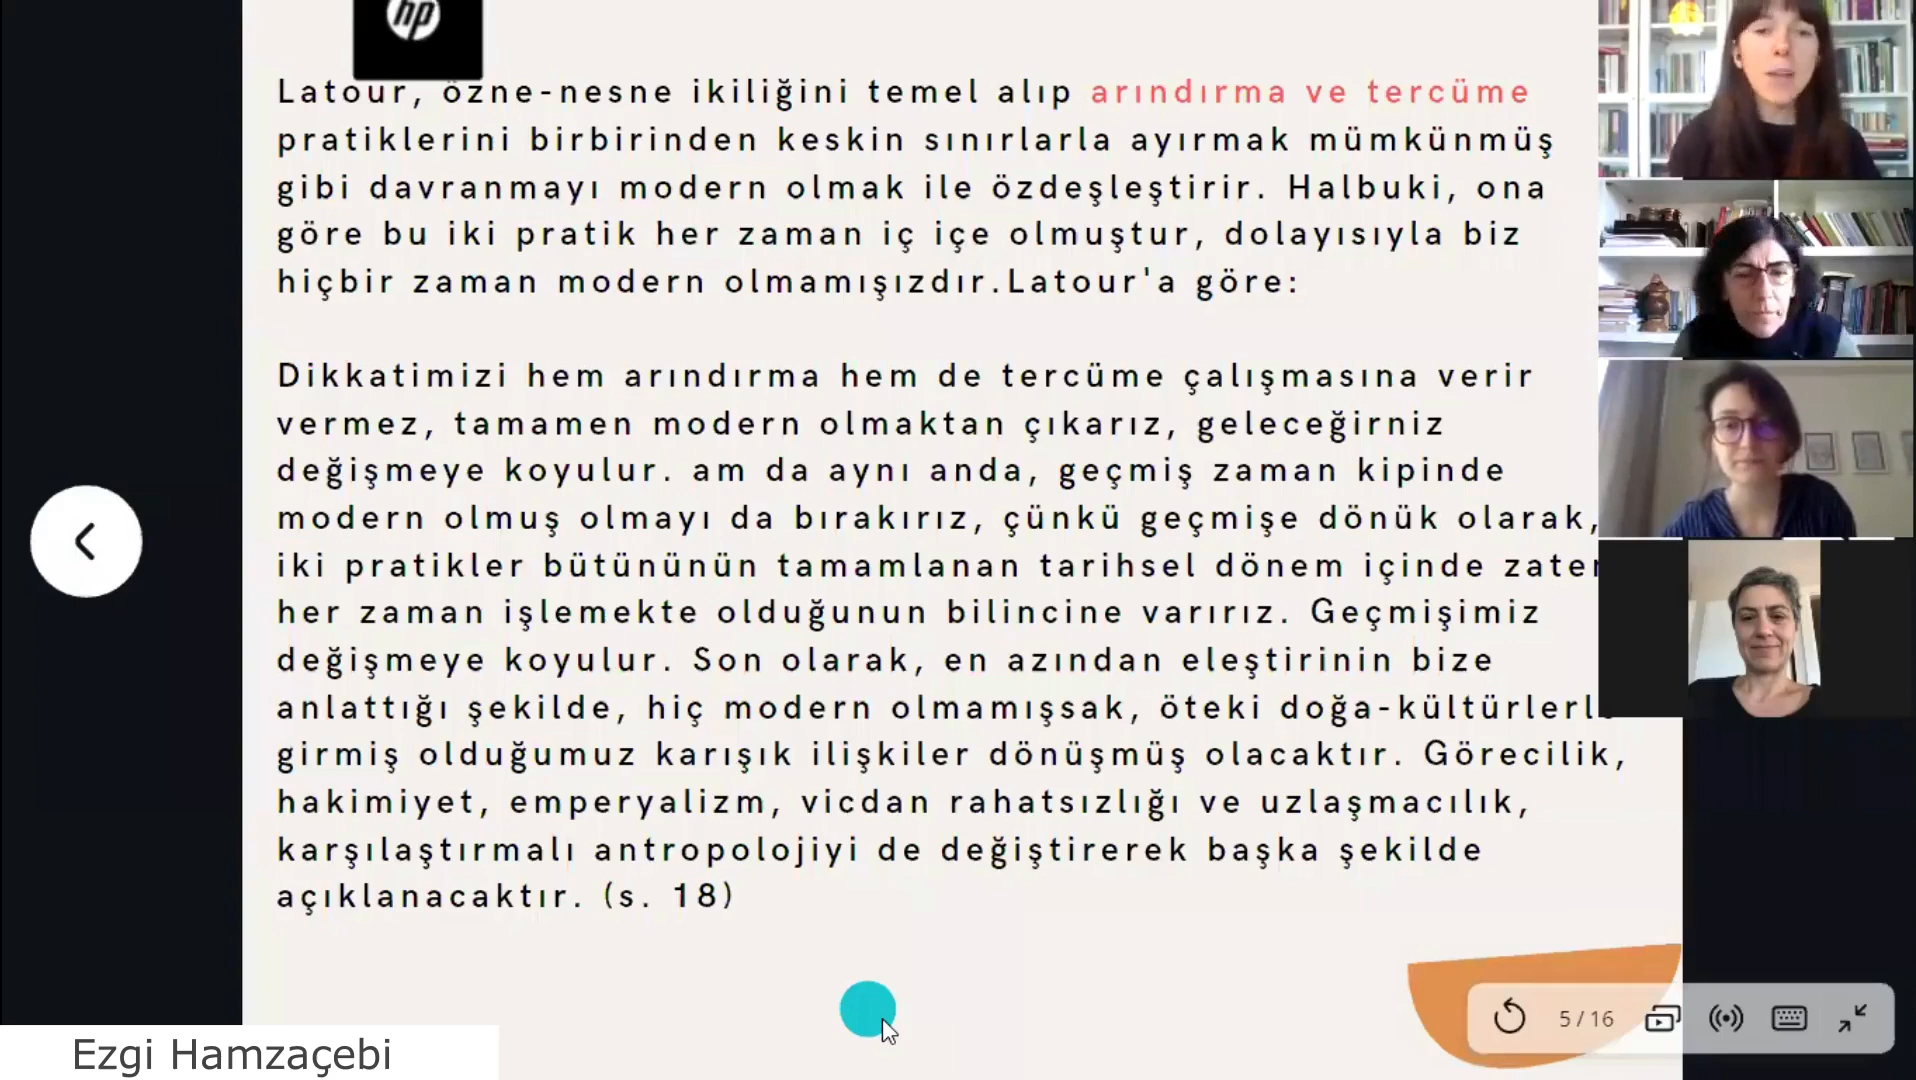 hp
Latour, özne-nesne ikiliğini temel alıp arındırma ve tercüme
pratiklerini birbirinden keskin sınırlarla ayırmak mümkünmüş
gibi davranmayı modern olmak ile özdeşleştirir. Halbuki, ona
göre bu iki pratik her zaman iç içe olmuştur, dolayısıyla biz
hiçbir zaman modern olmamışızdır.Latour'a göre:
Dikkatimizi hem arındırma hem de tercüme çalışmasına verir
vermez, tamamen modern olmaktan çıkarız, geleceğirniz
değişmeye koyulur. am da aynı anda, geçmiş zaman kipinde
modern olmuş olmayı da bırakırız, çünkü geçmişe dönük olarak,
iki pratikler bütününün tamamlanan tarihsel dönem içinde
her zaman işlemekte olduğunun bilincine varırız. Geçmişimiz
değişmeye koyulur. Son olarak, en azından eleştirinin bize
anlattığı şekilde, hiç modern olmamışsak, öteki
girmiş olduğumuz karışık ilişkiler dönüşmüş olacaktır. Görecilik,
hakimiyet, emperyalizm, vicdan rahatsızlığı ve uzlaşmacılık,
karşılaştırmalı antropolojiyi de değiştirerek başka şekilde
açıklanacaktır. (s. 18)
5/16
Ezgi Hamzaçebi